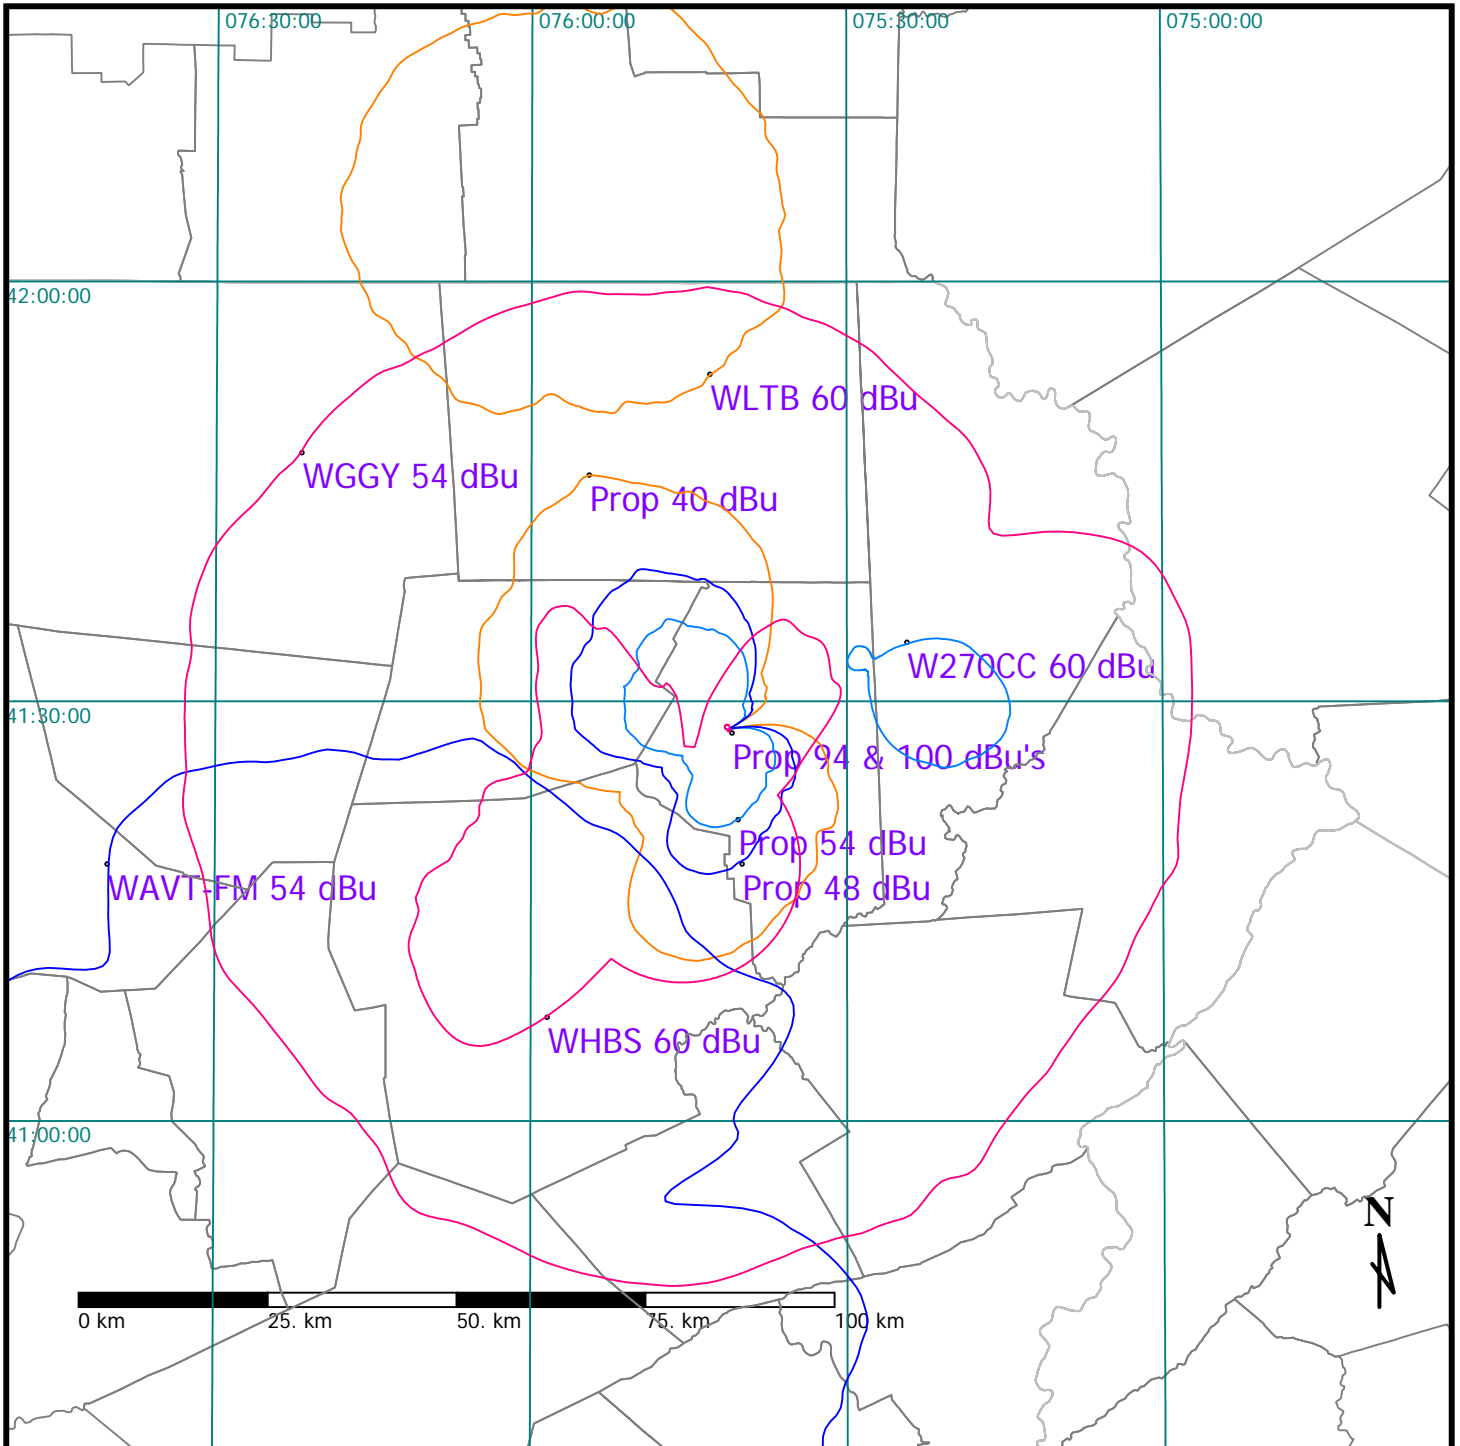 076:30:00
076:00:00
075:30:00
075:00:00
42:00:00
WLTB 60 dBu
WGGY 54 dBu
Prop 40 dBu
W270CC 60 dBu
41:30:00
Prop 94 & 100 dBu's
Prop 54 dBu
WAVT-FM 54 dBu
Prop 48 dBu
WHBS 60 dBu
41:00:00
N
0 km
25. km
50. km
75. km
100 km